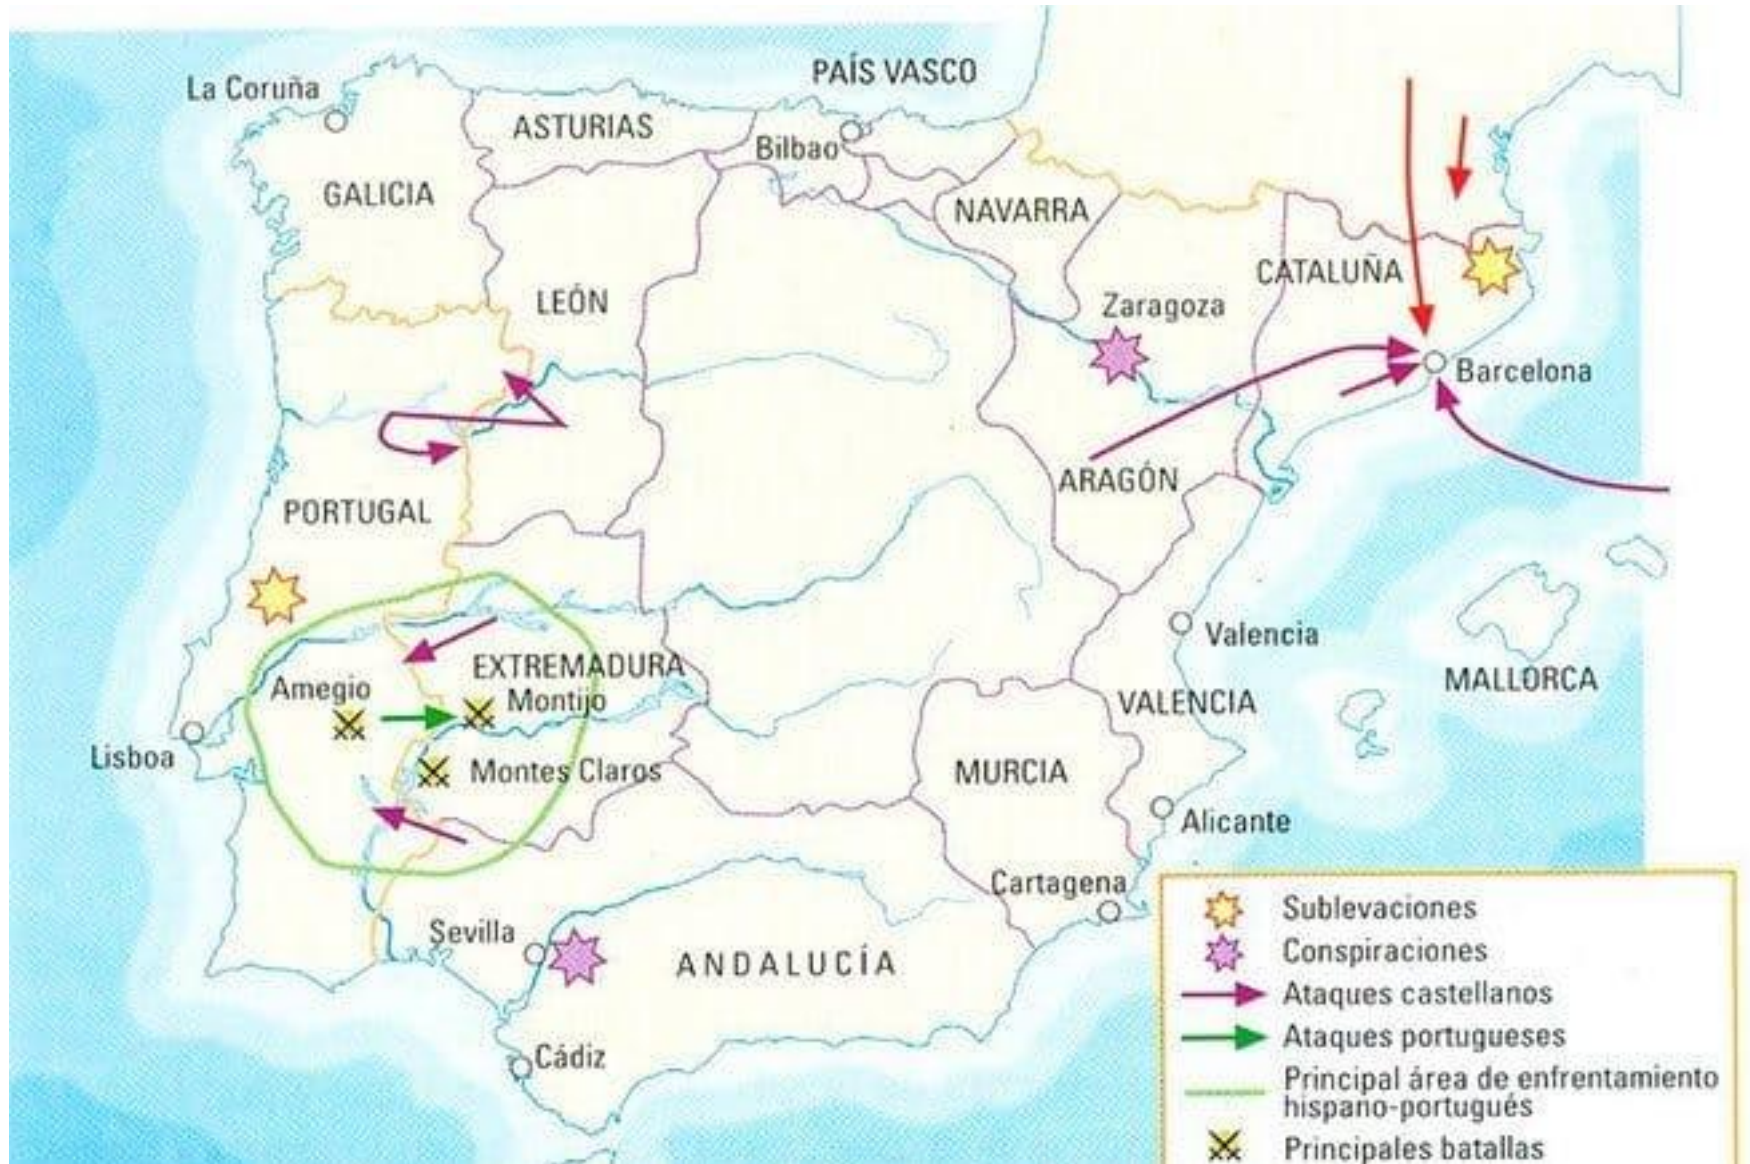 PAÍS VASCO
La Coruña
ASTURIAS
Bilbao
GALICIA
NAVARRA
CATALUÑA
LEÓN
Zaragoza
Barcelona
ARAGÓN
PORTUGAL
Valencia
EXTREMADURA
MALLORCA
Amegio
Montijo
VALENCIA
Lisboa
Montes Claros
MURCIA
Alicante
Cartagena
Sevilla
ANDALUCÍA
Cádiz
Sublevaciones
Conspiraciones
Ataques castellanos
Ataques portugueses
Principal área de enfrentamiento
hispano-portugués
Principales batallas